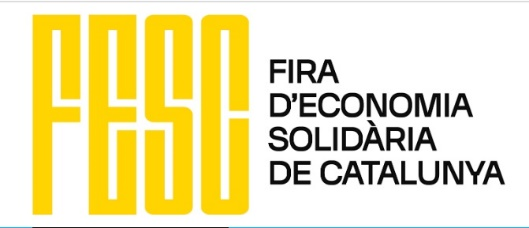 FESC
FIRA
D'ECONOMIA
SOLIDÀRIA
DE CATALUNYA